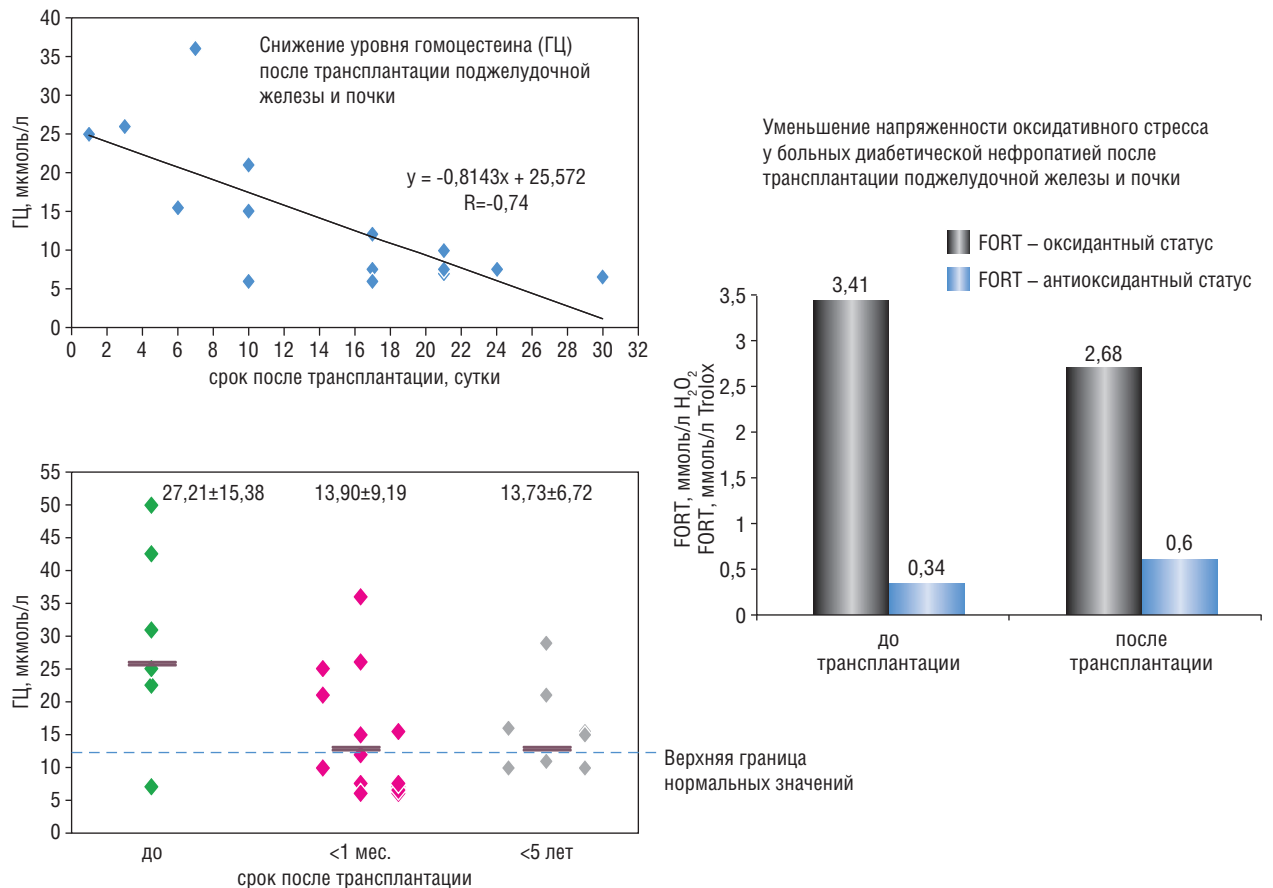 40
35
30
25
20
15
10
5
0
ГЦ, мкмоль/л
Снижение уровня гомоцестеина (ГЦ)
после трансплантации поджелудочной
железы и почки
y = -0,8143x + 25,572
R=-0,74
0 2 4 6 8 10 12 14 16 18 20 22 24 26 28 30 32
срок после трансплантации, сутки
55
50
45
40
35
30
25
20
15
10
5
0
ГЦ, мкмоль/л
27,21±15,38 13,90±9,19 13,73±6,72
Верхняя граница
нормальных значений
до <1 мес. <5 лет
срок после трансплантации
Уменьшение напряженности оксидативного стресса
у больных диабетической нефропатией после
трансплантации поджелудочной железы и почки
FORT – оксидантный статус
FORT – антиоксидантный статус
3,5
3
2,5
2
1,5
1
0,5
0
FORT, ммоль/л H₂O₂
FORT, ммоль/л Trolox
3,41
0,34
2,68
0,6
до
трансплантации
после
трансплантации